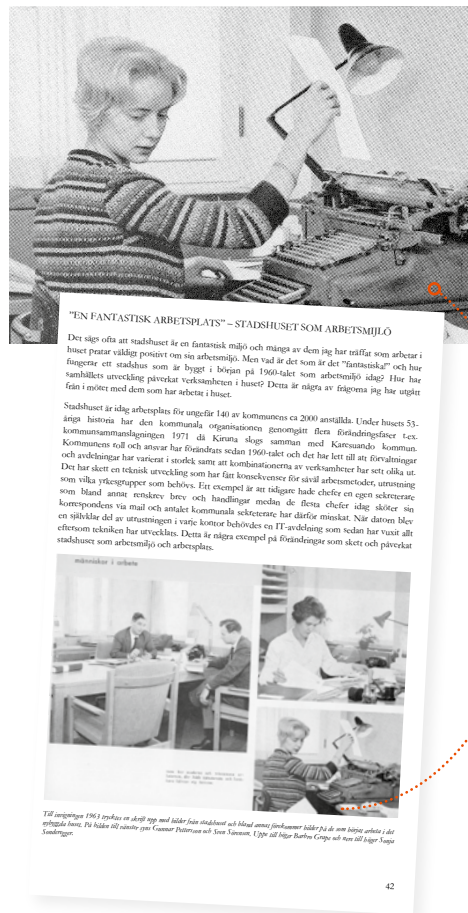 "EN FANTASTISK ARBETSPLATS" – STADSHUSET SOM ARBETSMIJLÖ
Det sägs ofta att stadshuset är en fantastisk miljö och många av dem jag har träffat som arbetar i
huset pratar väldigt positivt om sin arbetsmiljö. Men vad är det som är det "fantastiska!" och hur
fungerar ett stadshus som är byggt i början på 1960-talet som arbetsmiljö idag? Hur har
samhällets utveckling påverkat verksamheten i huset? Detta är några av frågorna jag har utgått
från i mötet med dem som har arbetat i huset.
Stadshuset är idag arbetsplats för ungefär 140 av kommunens ca 2000 anställda. Under husets 53-
åriga historia har den kommunala organisationen genomgått flera förändringsfaser t.ex.
kommunsammanslagningen 1971 då Kiruna slogs samman med Karesuando kommun.
Kommunens roll och ansvar har förändrats sedan 1960-talet och det har lett till att förvaltningar
och avdelningar har varierat i storlek samt att kombinationerna av verksamheter har sett olika ut.
Det har skett en teknisk utveckling som har fått konsekvenser för såväl arbetsmetoder, utrustning
som vilka yrkesgrupper som behövs. Ett exempel är att tidigare hade chefer en egen sekreterare
som bland annat renskrev brev och handlingar medan de flesta chefer idag sköter sin
korrespondens via mail och antalet kommunala sekreterare har därför minskat. När datorn blev
en självklar del av utrustningen i varje kontor behövdes en IT-avdelning som sedan har vuxit allt
eftersom tekniken har utvecklats. Detta är några exempel på förändringar som skett och påverkat
stadshuset som arbetsmiljö och arbetsplats.
människor i arbete
Till invigningen 1963 trycktes en skrift upp med bilder från stadshuset och bland annat förekommer bilder på de som börjat arbeta i det
nybyggda huset. På bilden till vänster syns Gunnar Pettersson och Sven Sörenson. Uppe till höger Barbro Grape och nere till höger Sonja
42